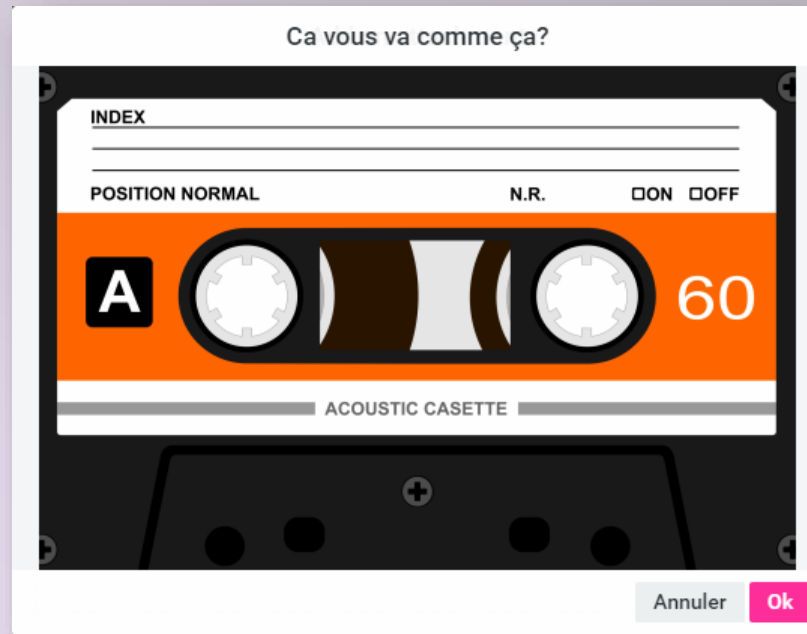 Ca vous va comme ça?
INDEX
POSITION NORMAL N.R. ON OFF
A
60
ACOUSTIC CASETTE
Annuler Ok